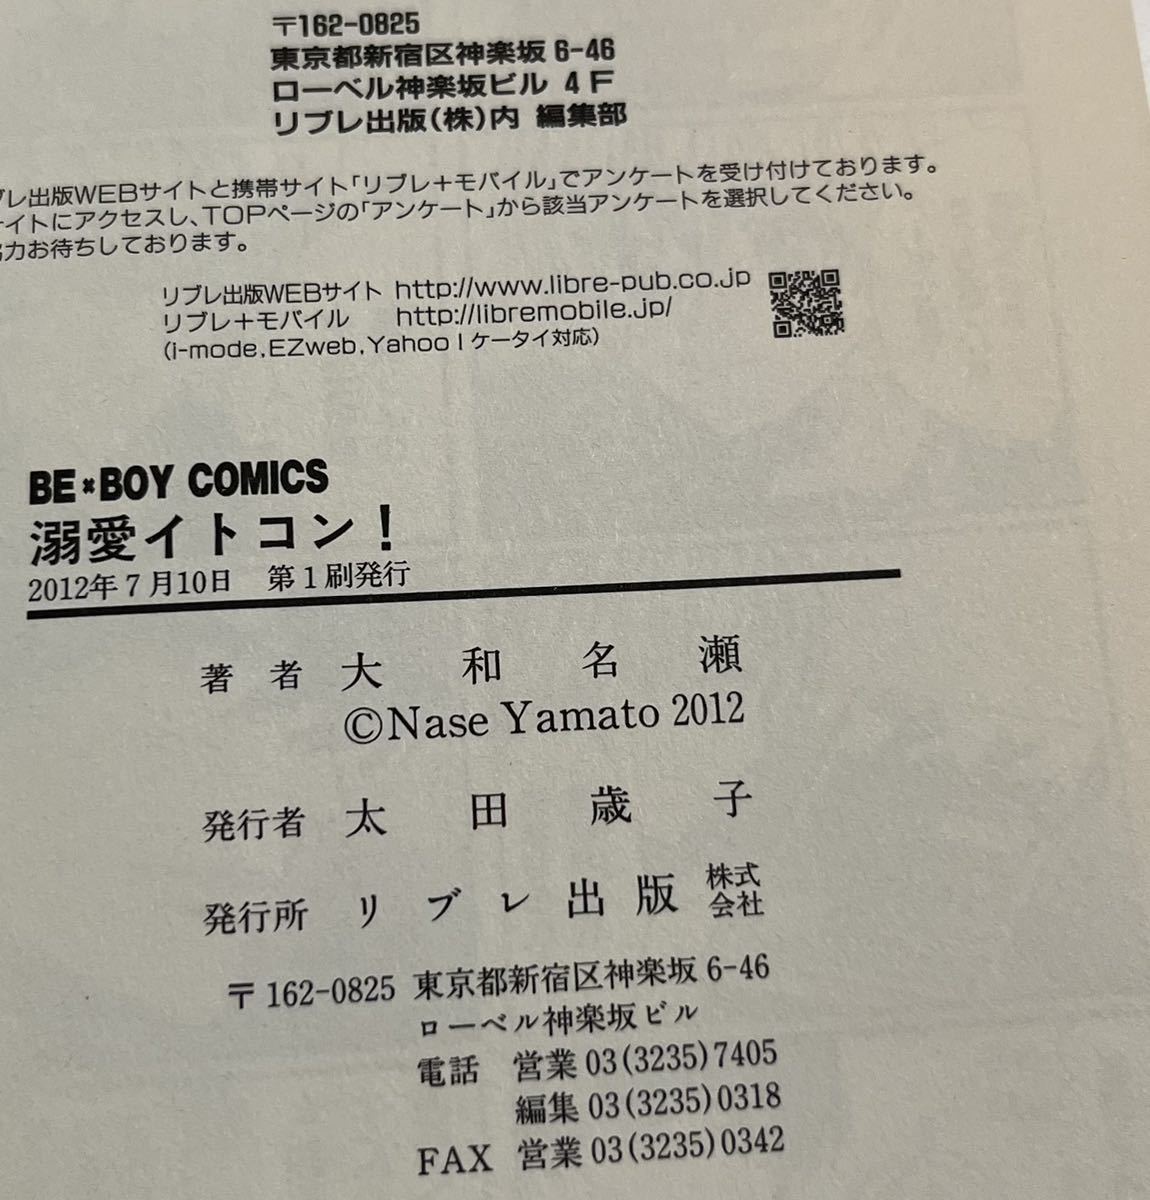 〒162-0825
東京都新宿区神楽坂 6-46
ローベル神楽坂ビル 4F
リブレ出版(株)内 編集部
ブレ出版WEBサイトと携帯サイト「リブレ+モバイル」でアンケートを受け付けております。
サイトにアクセスし、TOPページの「アンケート」から該当アンケートを選択してください。
協力お待ちしております。
リブレ出版WEBサイト http://www.libre-pub.co.jp
リブレ+モバイル http://libremobile.jp/
(i-mode,EZweb,Yahoo!ケータイ対応)
BE×BOY COMICS
溺愛イトコン!
2012年7月10日 第1刷発行
著者 大和名瀬
©Nase Yamato 2012
発行者 太田歳子
発行所 リブレ出版 株式会社
〒162-0825 東京都新宿区神楽坂 6-46
ローベル神楽坂ビル
電話 営業 03(3235)7405
編集 03(3235)0318
FAX 営業 03(3235)0342